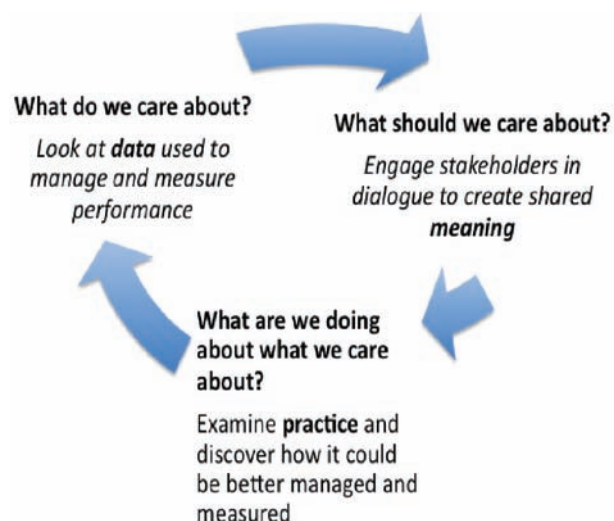 What do we care about?
Look at data used to
manage and measure
performance
What should we care about?
Engage stakeholders in
dialogue to create shared
meaning
What are we doing
about what we care
about?
Examine practice and
discover how it could
be better managed and
measured